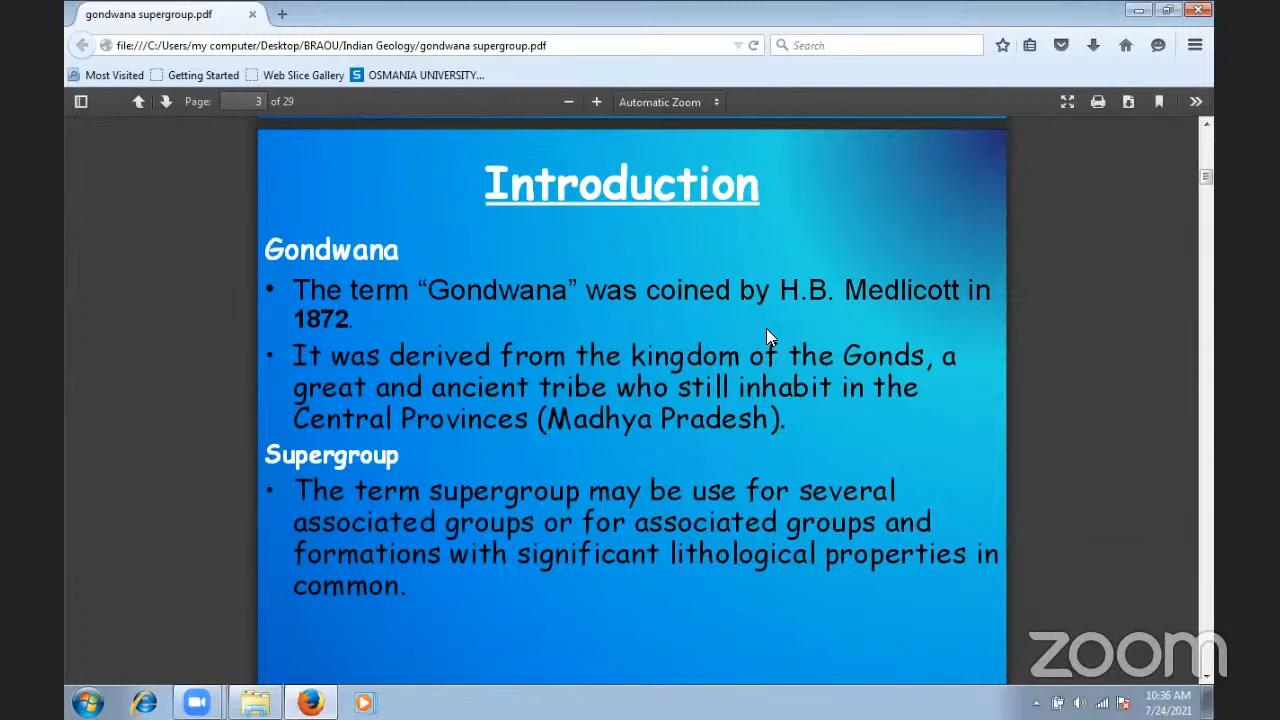 gondwana supergroup.pdf
file:///C:/Users/my computer/Desktop/BRAOU/Indian Geology/gondwana supergroup.pdf
Search
Most Visited Getting Started Web Slice Gallery S OSMANIA UNIVERSITY...
Page: 3 of 29
Automatic Zoom
Introduction
Gondwana
• The term “Gondwana” was coined by H.B. Medlicott in
1872.
• It was derived from the kingdom of the Gonds, a
great and ancient tribe who still inhabit in the
Central Provinces (Madhya Pradesh).
Supergroup
• The term supergroup may be use for several
associated groups or for associated groups and
formations with significant lithological properties in
common.
zoom
10:36 AM
7/24/2021